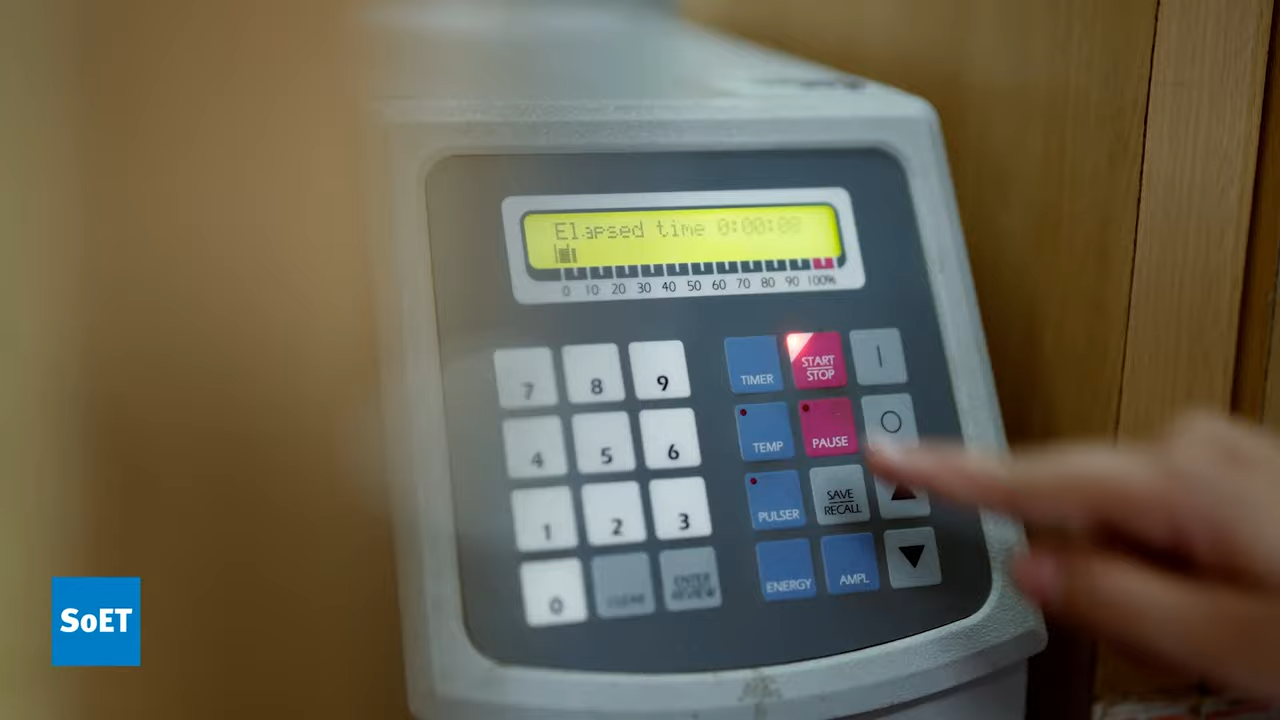 Elapsed time 0:00:08
0 10 20 30 40 50 60 70 80 90 100%
7 8 9 TIMER START STOP I
4 5 6 TEMP PAUSE O
1 2 3 PULSER SAVE RECALL
0 CLEAR ENTER REVIEW ENERGY AMPL
SoET